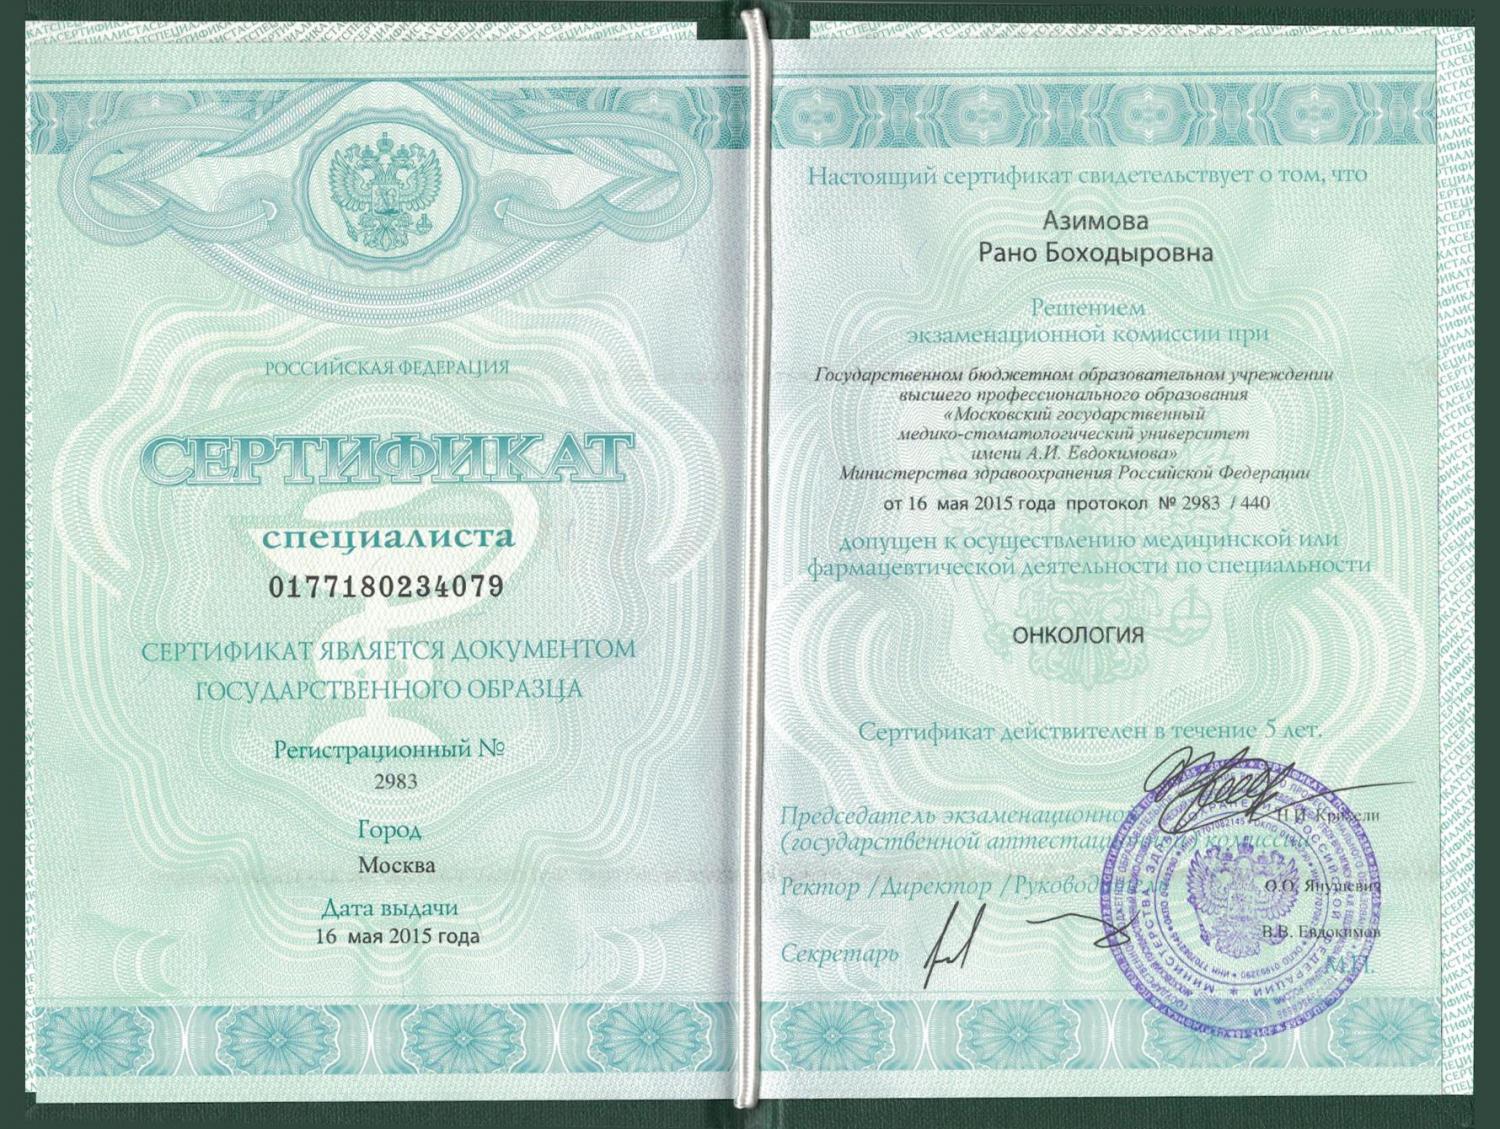 РОССИЙСКАЯ ФЕДЕРАЦИЯ
СЕРТИФИКАТ
специалиста
0177180234079
СЕРТИФИКАТ ЯВЛЯЕТСЯ ДОКУМЕНТОМ
ГОСУДАРСТВЕННОГО ОБРАЗЦА
Регистрационный №
2983
Город
Москва
Дата выдачи
16 мая 2015 года
Настоящий сертификат свидетельствует о том, что
Азимова
Рано Боходыровна
Решением
экзаменационной комиссии при
Государственном бюджетном образовательном учреждении
высшего профессионального образования
«Московский государственный
медико-стоматологический университет
имени А.И. Евдокимова»
Министерства здравоохранения Российской Федерации
от 16 мая 2015 года протокол № 2983 / 440
допущен к осуществлению медицинской или
фармацевтической деятельности по специальности
ОНКОЛОГИЯ
Сертификат действителен в течение 5 лет.
Председатель экзаменационной
(государственной аттестационной комиссии)
Н.И. Крихели
Ректор /Директор /Руководитель
О.О. Янушевич
В.В. Евдокимов
Секретарь
М.П.